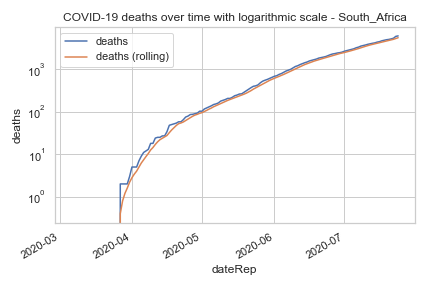 COVID-19 deaths over time with logarithmic scale - South_Africa
deaths
deaths (rolling)
deaths
10³
10²
10¹
10⁰
2020-03
2020-04
2020-05
2020-06
2020-07
dateRep